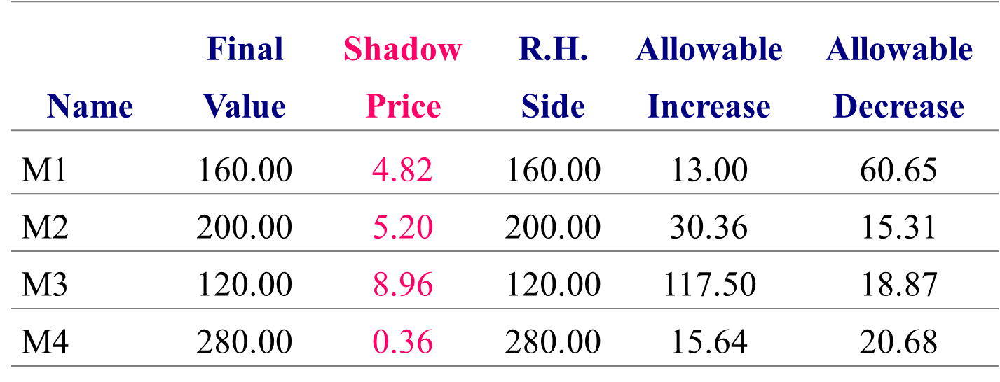 Final Shadow R.H. Allowable Allowable
Name Value Price Side Increase Decrease
M1 160.00 4.82 160.00 13.00 60.65
M2 200.00 5.20 200.00 30.36 15.31
M3 120.00 8.96 120.00 117.50 18.87
M4 280.00 0.36 280.00 15.64 20.68